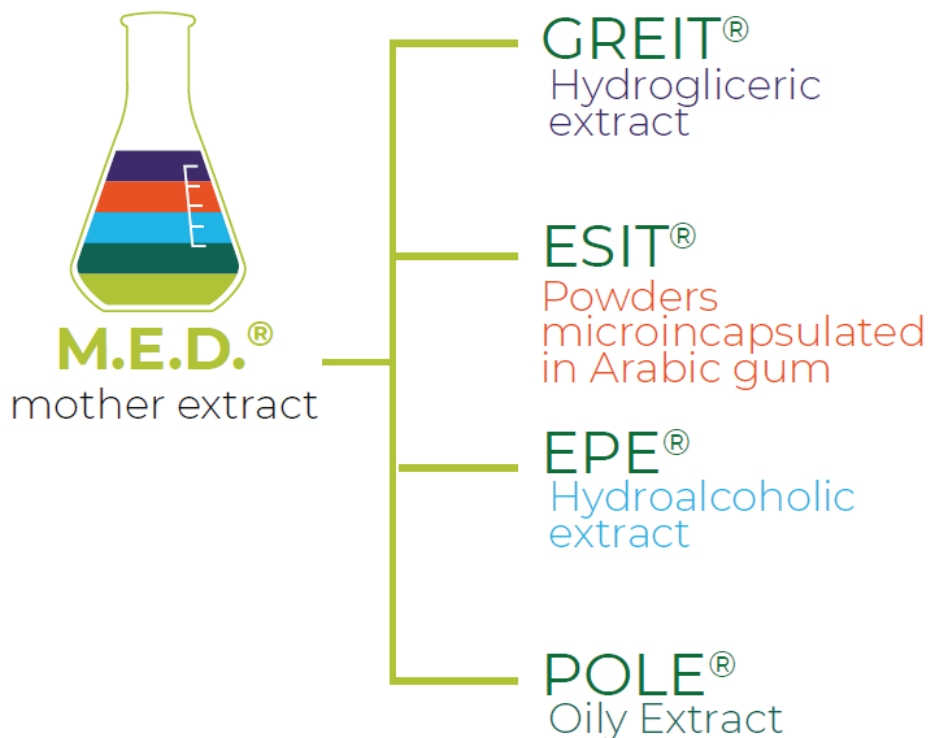 GREIT®
Hydrogliceric
extract
ESIT®
Powders
microincapsulated
in Arabic gum
M.E.D.®
mother extract
EPE®
Hydroalcoholic
extract
POLE®
Oily Extract